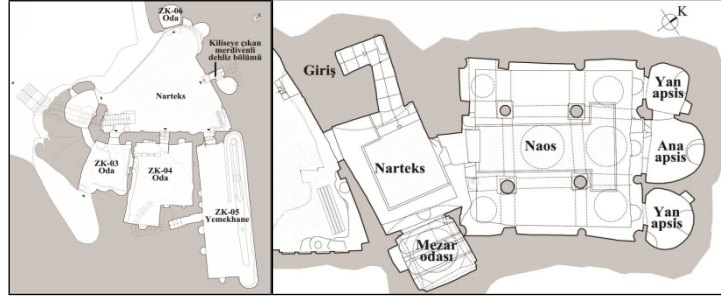 ZK-06
Oda
Kiliseye çıkan
merdivenli
dehliz bölümü
Narteks
ZK-03
Oda
ZK-04
Oda
ZK-05
Yemekhane
K
Giriş
Narteks
Naos
Yan
apsis
Ana
apsis
Yan
apsis
Mezar
odası